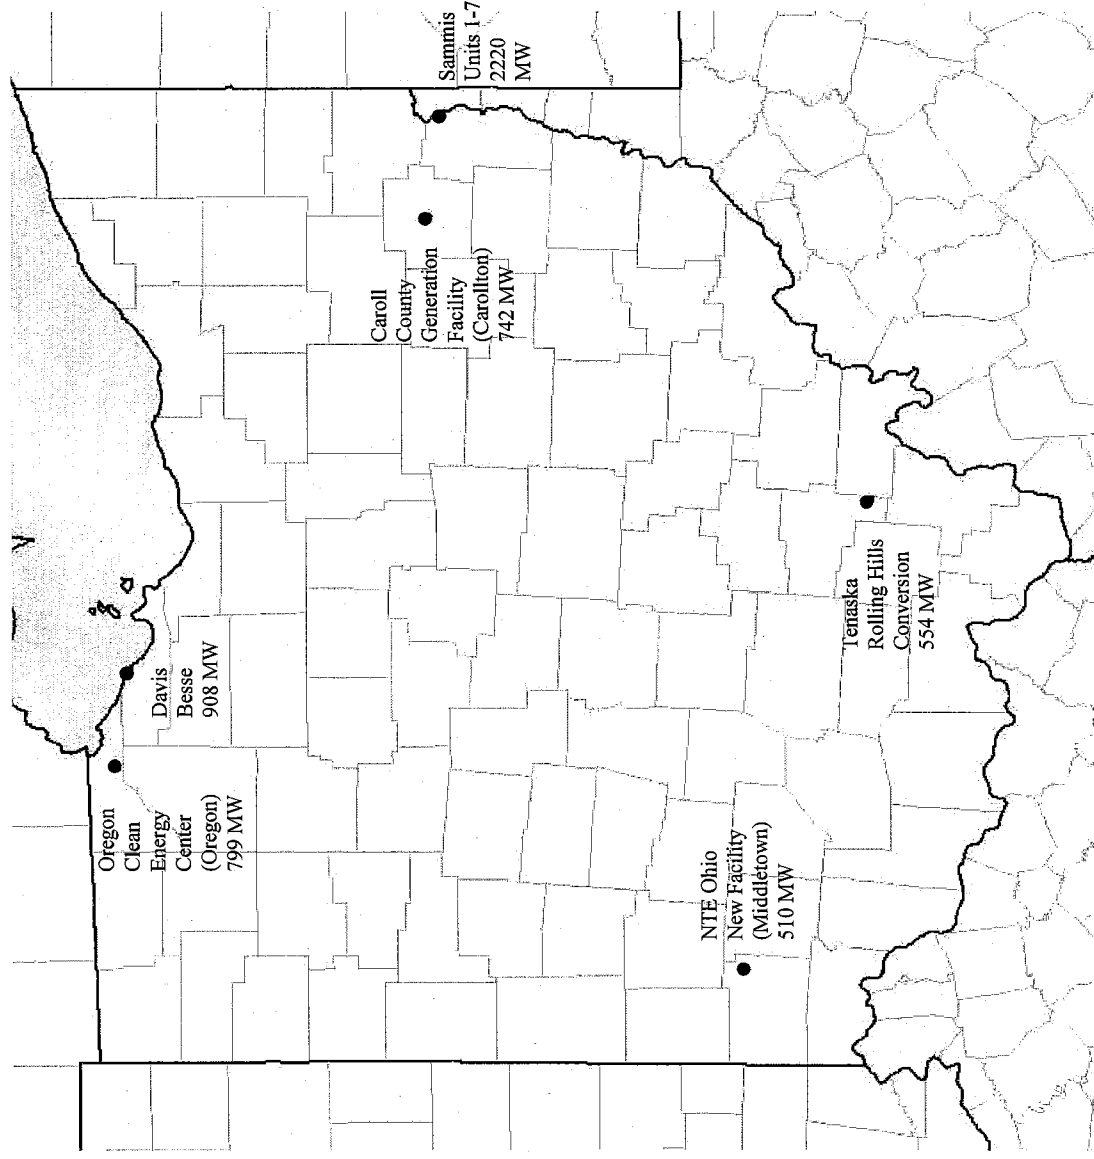 Sammis
Units 1-7
2220
MW
Caroll
County
Generation
Facility
(Carollton)
742 MW
Davis
Besse
908 MW
Oregon
Clean
Energy
Center
(Oregon)
799 MW
Tenaska
Rolling Hills
Conversion
554 MW
NTE Ohio
New Facility
(Middletown)
510 MW